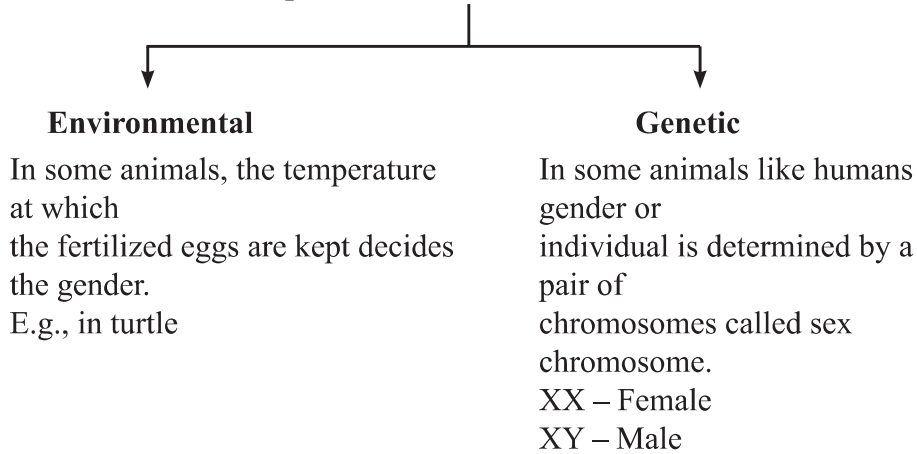 Environmental
In some animals, the temperature
at which
the fertilized eggs are kept decides
the gender.
E.g., in turtle
Genetic
In some animals like humans
gender or
individual is determined by a
pair of
chromosomes called sex
chromosome.
XX – Female
XY – Male